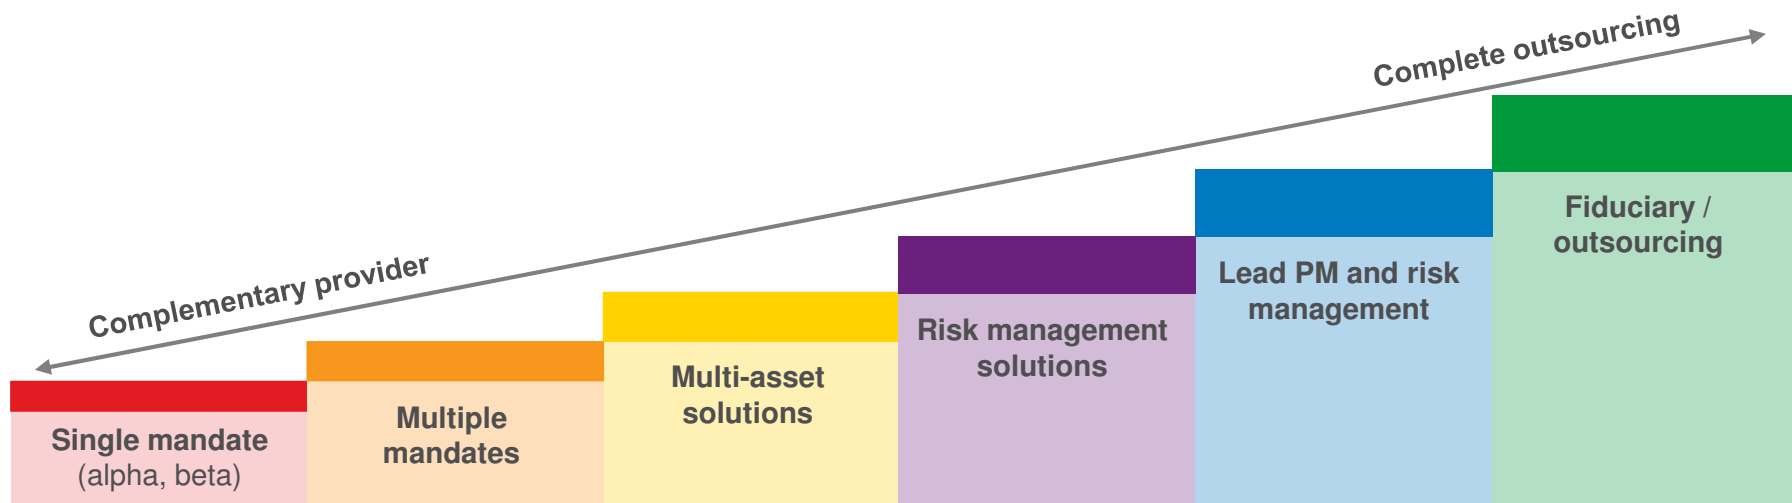 Complementary provider
Complete outsourcing
Single mandate
(alpha, beta)
Multiple
mandates
Multi-asset
solutions
Risk management
solutions
Lead PM and risk
management
Fiduciary /
outsourcing